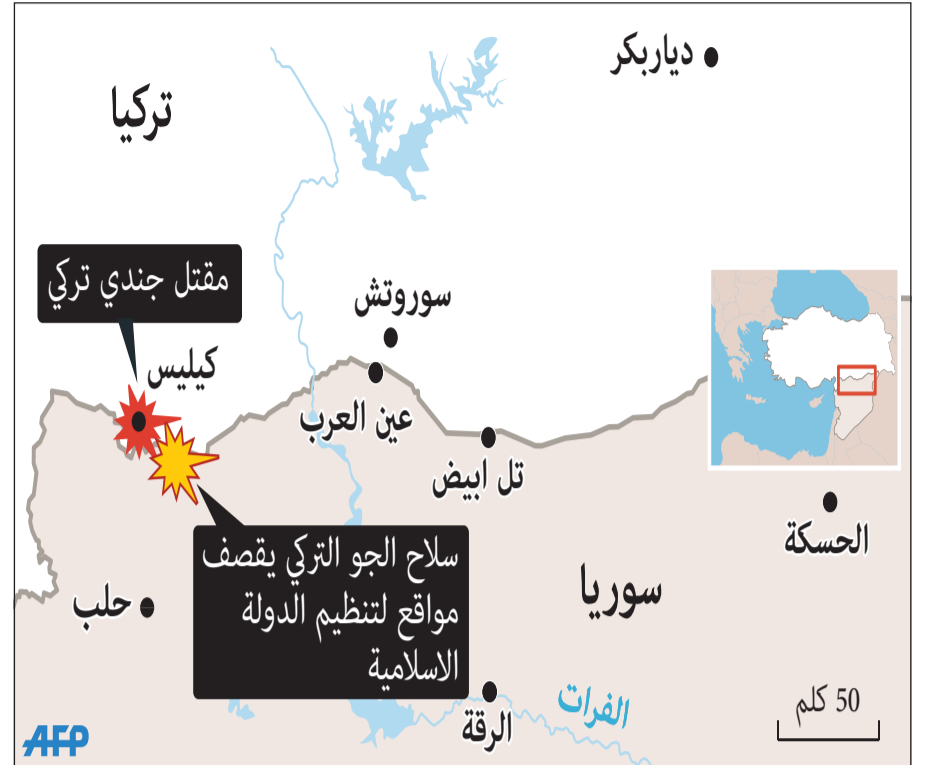 دياربكر
تركيا
مقتل جندي تركي
سوروتش
كيليس
عين العرب
تل ابيض
الحسكة
سلاح الجو التركي يقصف
مواقع لتنظيم الدولة
الاسلامية
سوريا
حلب
الفرات
50 كلم
الرقة
AFP